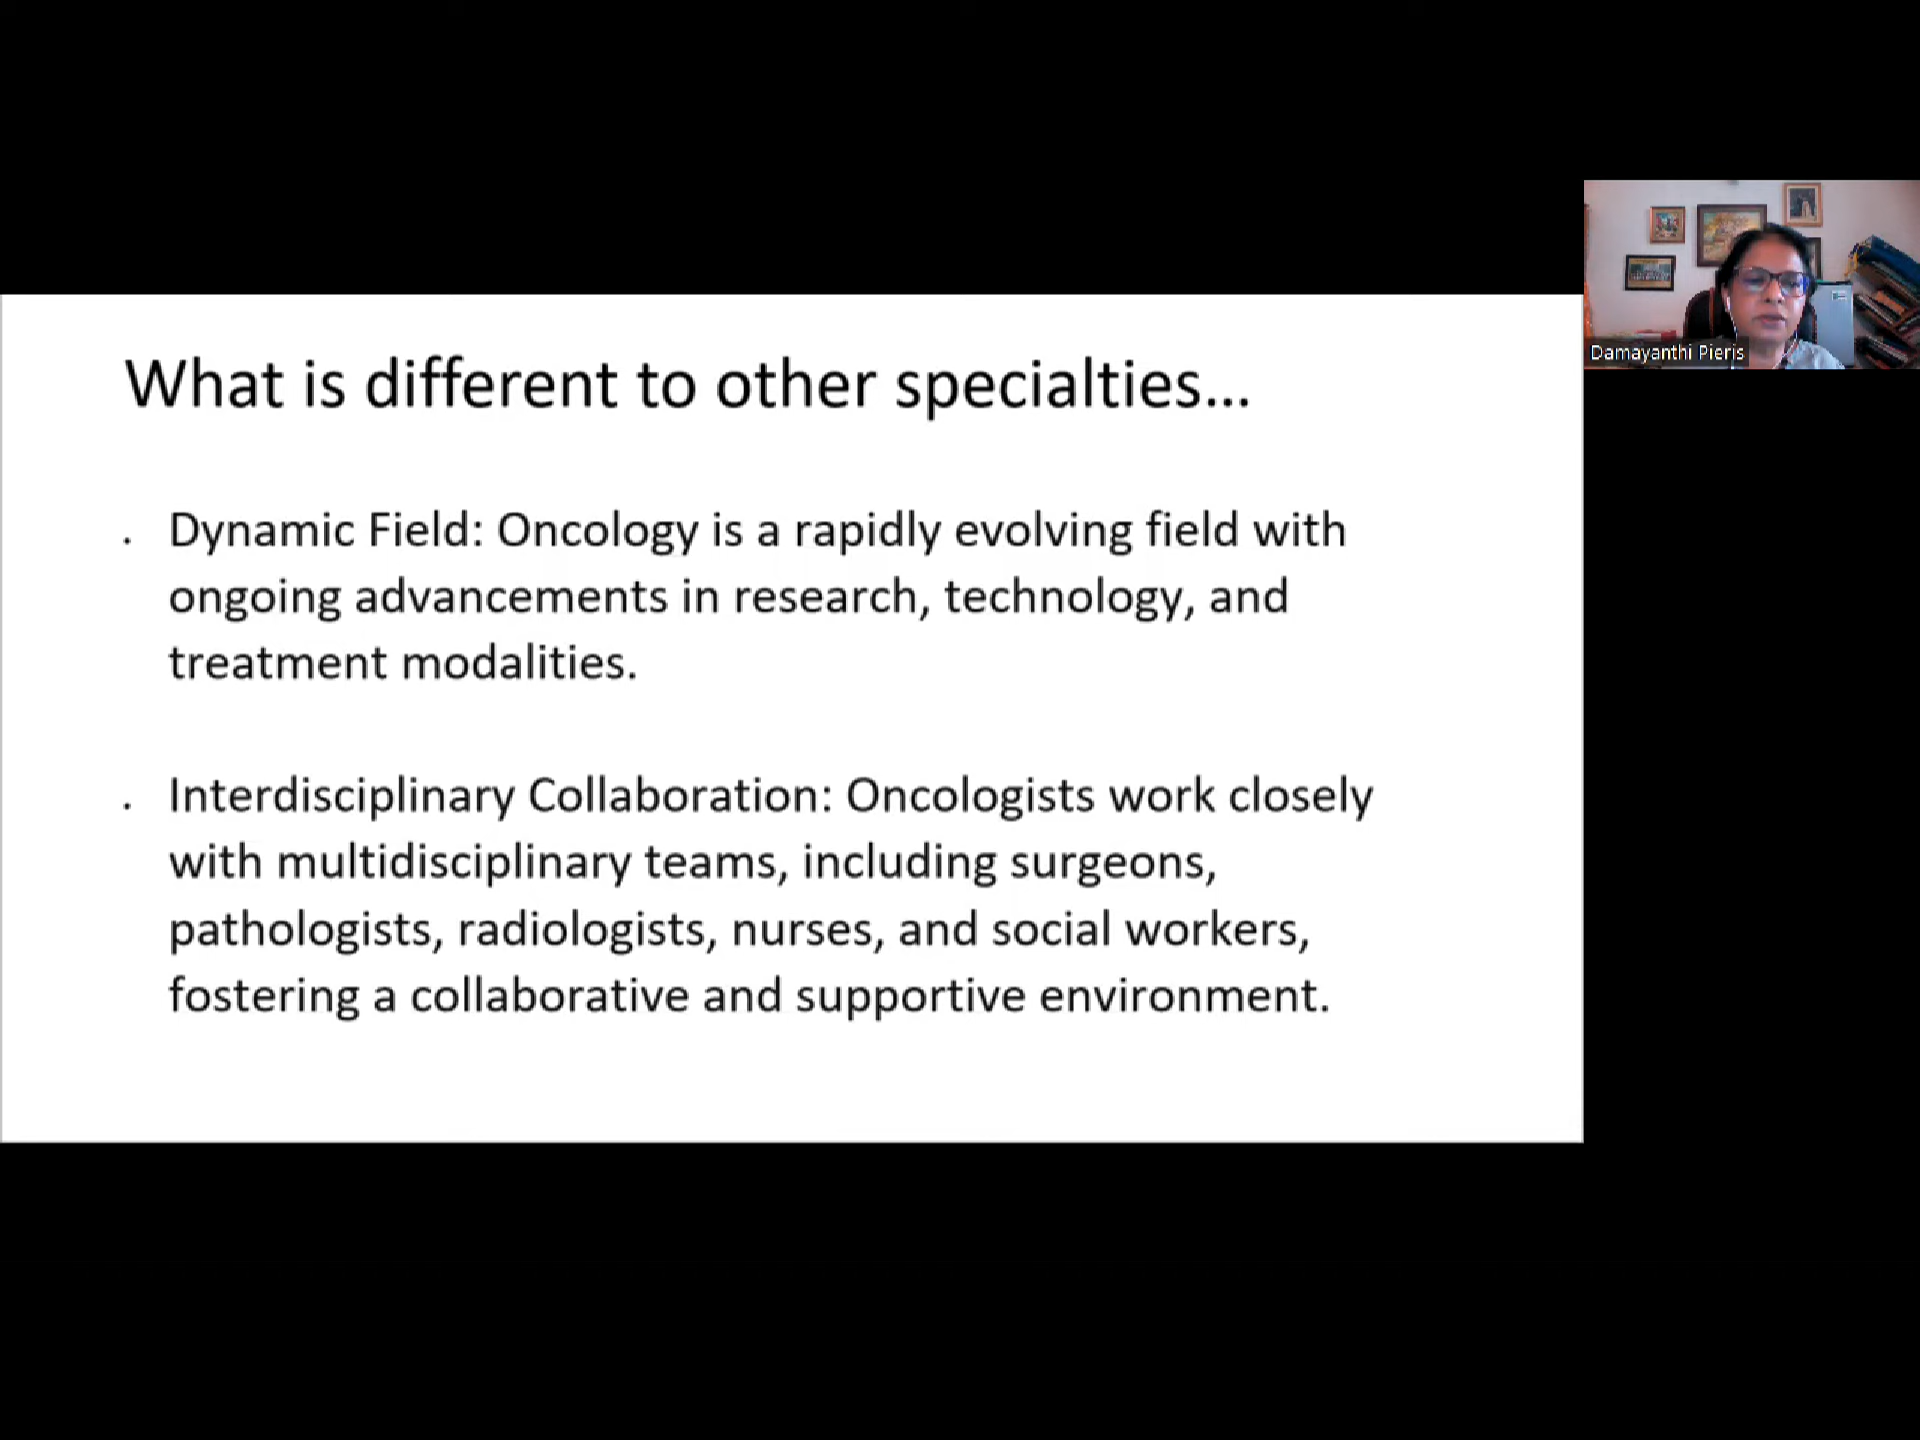 What is different to other specialties...
. Dynamic Field: Oncology is a rapidly evolving field with
ongoing advancements in research, technology, and
treatment modalities.
. Interdisciplinary Collaboration: Oncologists work closely
with multidisciplinary teams, including surgeons,
pathologists, radiologists, nurses, and social workers,
fostering a collaborative and supportive environment.
Damayanthi Pieris